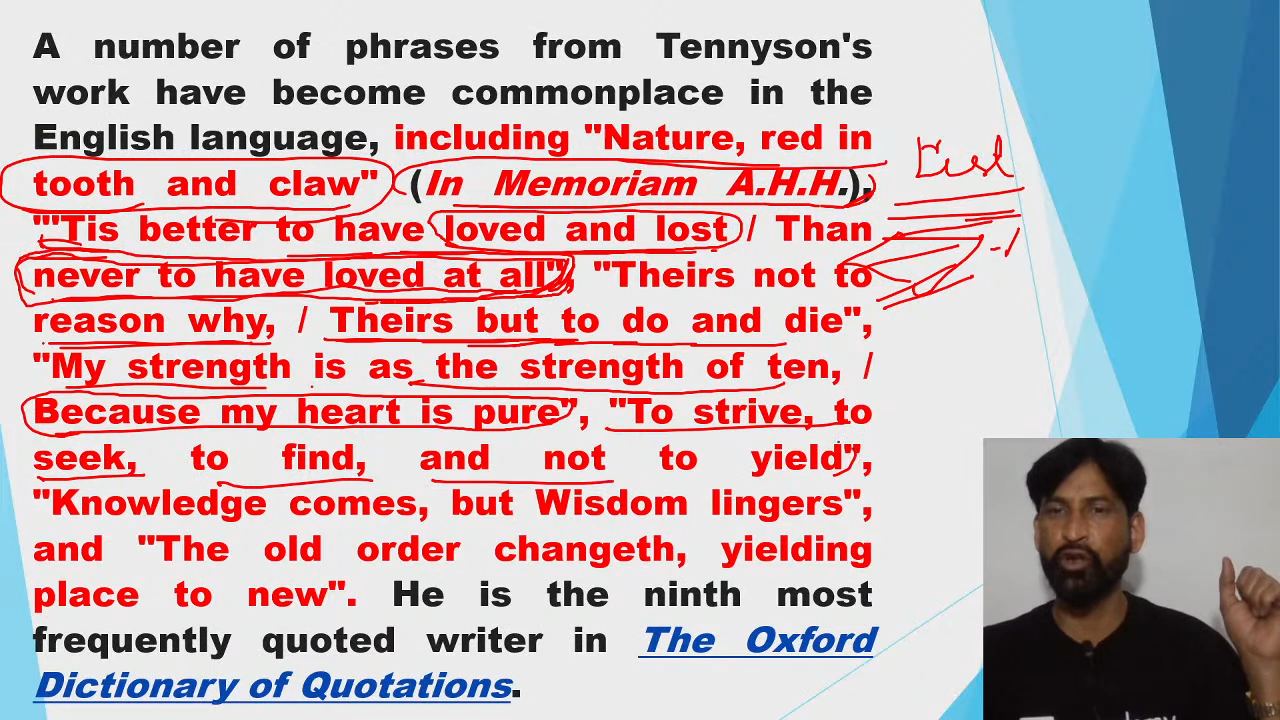 A number of phrases from Tennyson's
work have become commonplace in the
English language, including "Nature, red in
tooth and claw" (In Memoriam A.H.H.),
"'Tis better to have loved and lost / Than
never to have loved at all", "Theirs not to
reason why, / Theirs but to do and die",
"My strength is as the strength of ten, /
Because my heart is pure", "To strive, to
seek, to find, and not to yield",
"Knowledge comes, but Wisdom lingers",
and "The old order changeth, yielding
place to new". He is the ninth most
frequently quoted writer in The Oxford
Dictionary of Quotations.